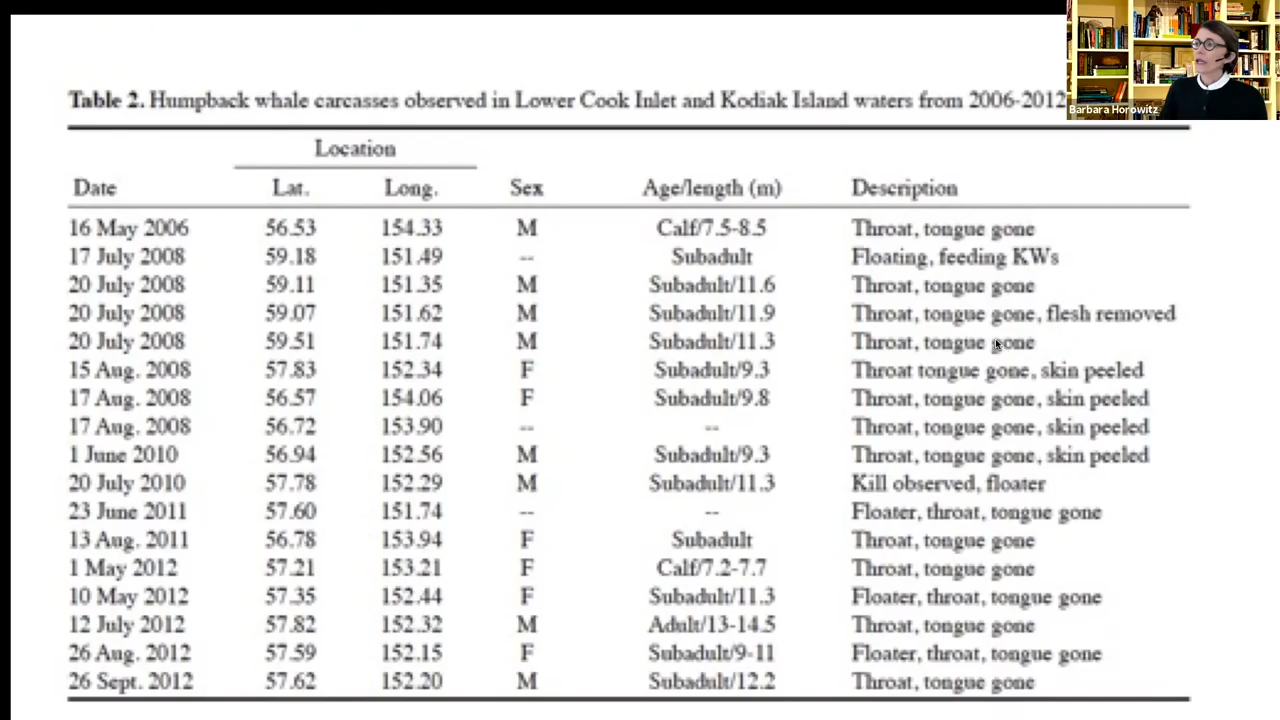 Table 2. Humpback whale carcasses observed in Lower Cook Inlet and Kodiak Island waters from 2006-2012
Barbara Horowitz
Location
Date Lat. Long. Sex Age/length (m) Description
16 May 2006 56.53 154.33 M Calf/7.5-8.5 Throat, tongue gone
17 July 2008 59.18 151.49 -- Subadult Floating, feeding KWs
20 July 2008 59.11 151.35 M Subadult/11.6 Throat, tongue gone
20 July 2008 59.07 151.62 M Subadult/11.9 Throat, tongue gone, flesh removed
20 July 2008 59.51 151.74 M Subadult/11.3 Throat, tongue gone
15 Aug. 2008 57.83 152.34 F Subadult/9.3 Throat tongue gone, skin peeled
17 Aug. 2008 56.57 154.06 F Subadult/9.8 Throat, tongue gone, skin peeled
17 Aug. 2008 56.72 153.90 -- -- Throat, tongue gone, skin peeled
1 June 2010 56.94 152.56 M Subadult/9.3 Throat, tongue gone, skin peeled
20 July 2010 57.78 152.29 M Subadult/11.3 Kill observed, floater
23 June 2011 57.60 151.74 -- -- Floater, throat, tongue gone
13 Aug. 2011 56.78 153.94 F Subadult Throat, tongue gone
1 May 2012 57.21 153.21 F Calf/7.2-7.7 Throat, tongue gone
10 May 2012 57.35 152.44 F Subadult/11.3 Floater, throat, tongue gone
12 July 2012 57.82 152.32 M Adult/13-14.5 Throat, tongue gone
26 Aug. 2012 57.59 152.15 F Subadult/9-11 Floater, throat, tongue gone
26 Sept. 2012 57.62 152.20 M Subadult/12.2 Throat, tongue gone